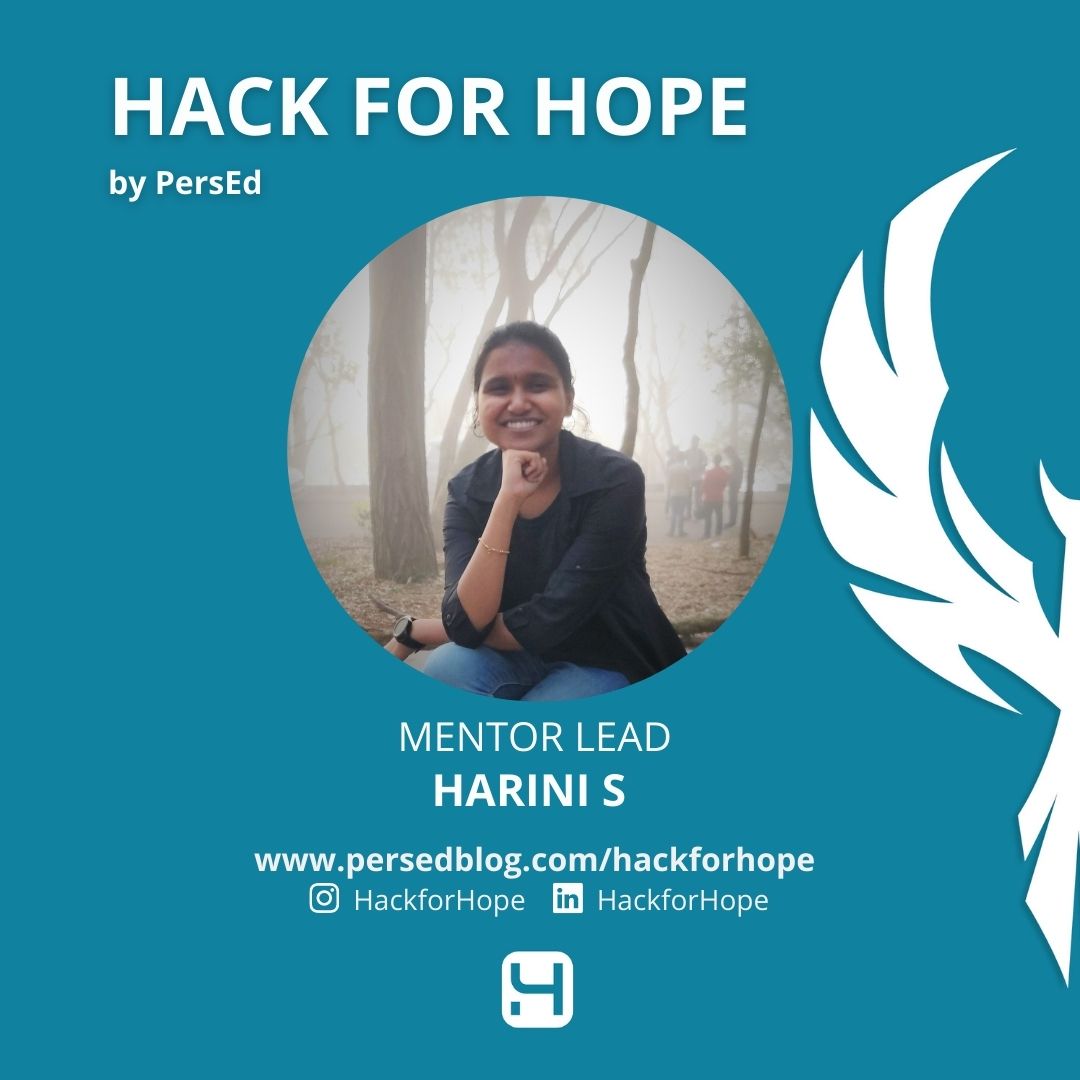 HACK FOR HOPE
by PersEd
MENTOR LEAD
HARINI S
www.persedblog.com/hackforhope
HackforHope HackforHope